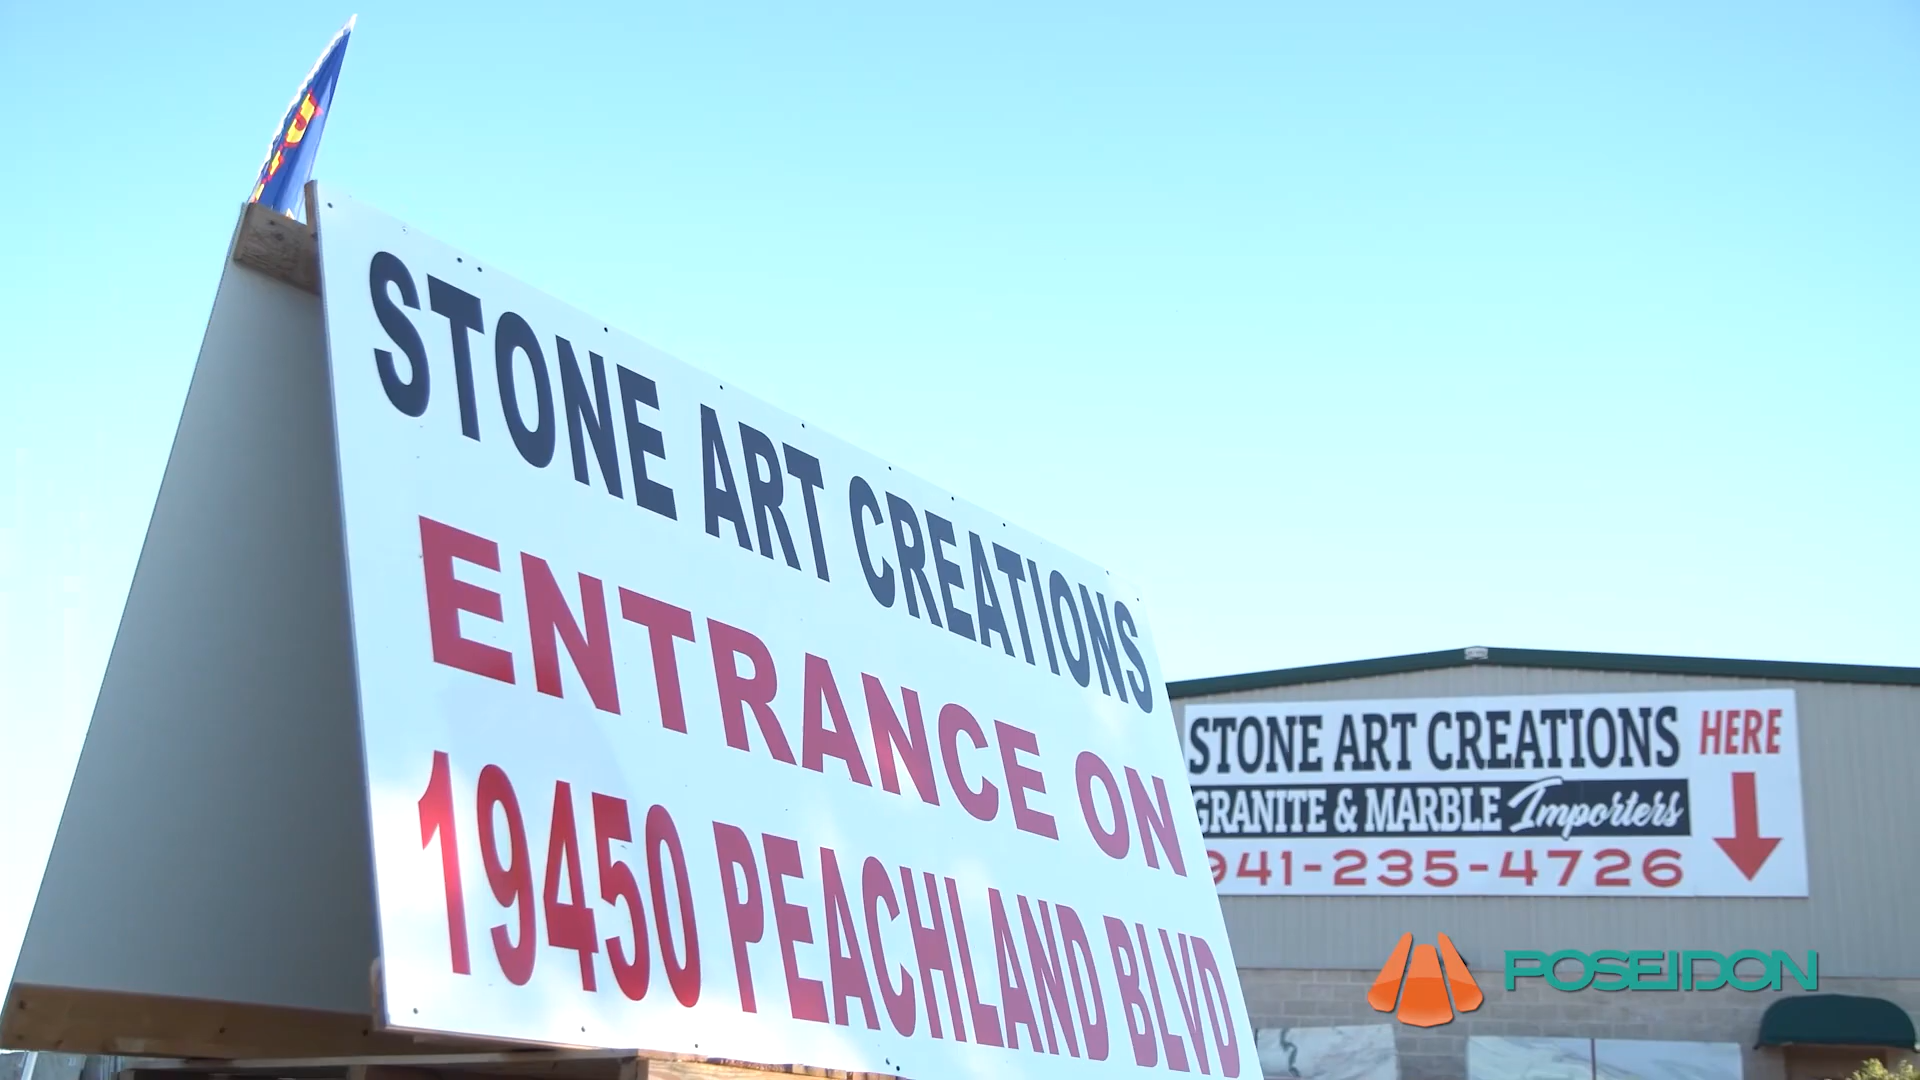 STONE ART CREATIONS
ENTRANCE ON
19450 PEACHLAND BLVD
STONE ART CREATIONS
HERE
GRANITE & MARBLE Importers
941-235-4726
POSEIDON